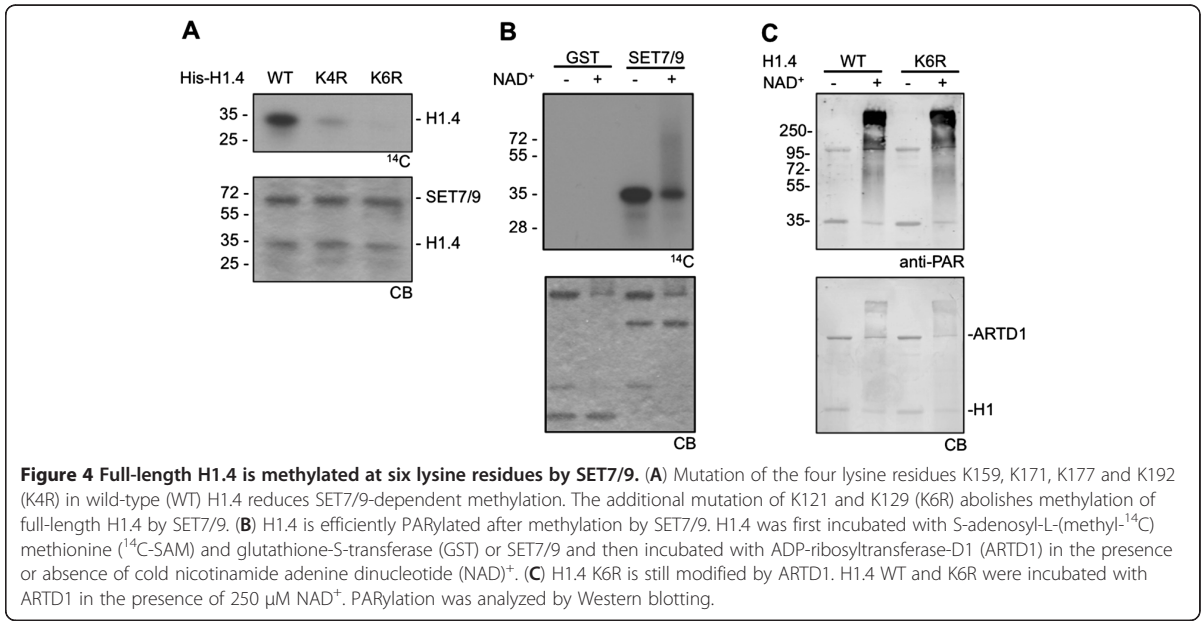 A
His-H1.4 WT K4R K6R
35 -
25 -
- H1.4
14C
72 -
55 -
35 -
25 -
- SET7/9
- H1.4
CB
B
GST SET7/9
NAD+ - + - +
72 -
55 -
35 -
28 -
14C
CB
C
H1.4 WT K6R
NAD+ - + - +
250-
95-
72-
55-
35-
anti-PAR
-ARTD1
-H1
CB
Figure 4 Full-length H1.4 is methylated at six lysine residues by SET7/9. (A) Mutation of the four lysine residues K159, K171, K177 and K192
(K4R) in wild-type (WT) H1.4 reduces SET7/9-dependent methylation. The additional mutation of K121 and K129 (K6R) abolishes methylation of
full-length H1.4 by SET7/9. (B) H1.4 is efficiently PARylated after methylation by SET7/9. H1.4 was first incubated with S-adenosyl-L-(methyl-14C)
methionine (14C-SAM) and glutathione-S-transferase (GST) or SET7/9 and then incubated with ADP-ribosyltransferase-D1 (ARTD1) in the presence
or absence of cold nicotinamide adenine dinucleotide (NAD)+. (C) H1.4 K6R is still modified by ARTD1. H1.4 WT and K6R were incubated with
ARTD1 in the presence of 250 μM NAD+. PARylation was analyzed by Western blotting.